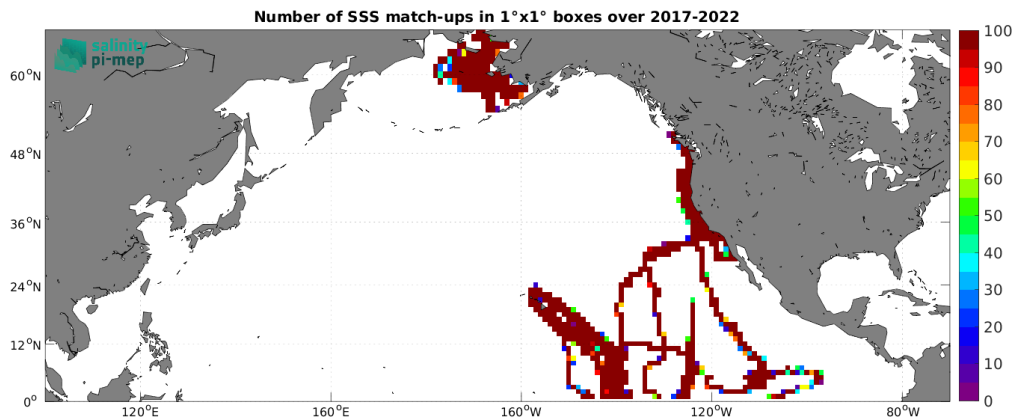 Number of SSS match-ups in 1°x1° boxes over 2017-2022
salinity
pi-mep
60°N
48°N
36°N
24°N
12°N
0°
120°E
160°E
160°W
120°W
80°W
100
90
80
70
60
50
40
30
20
10
0